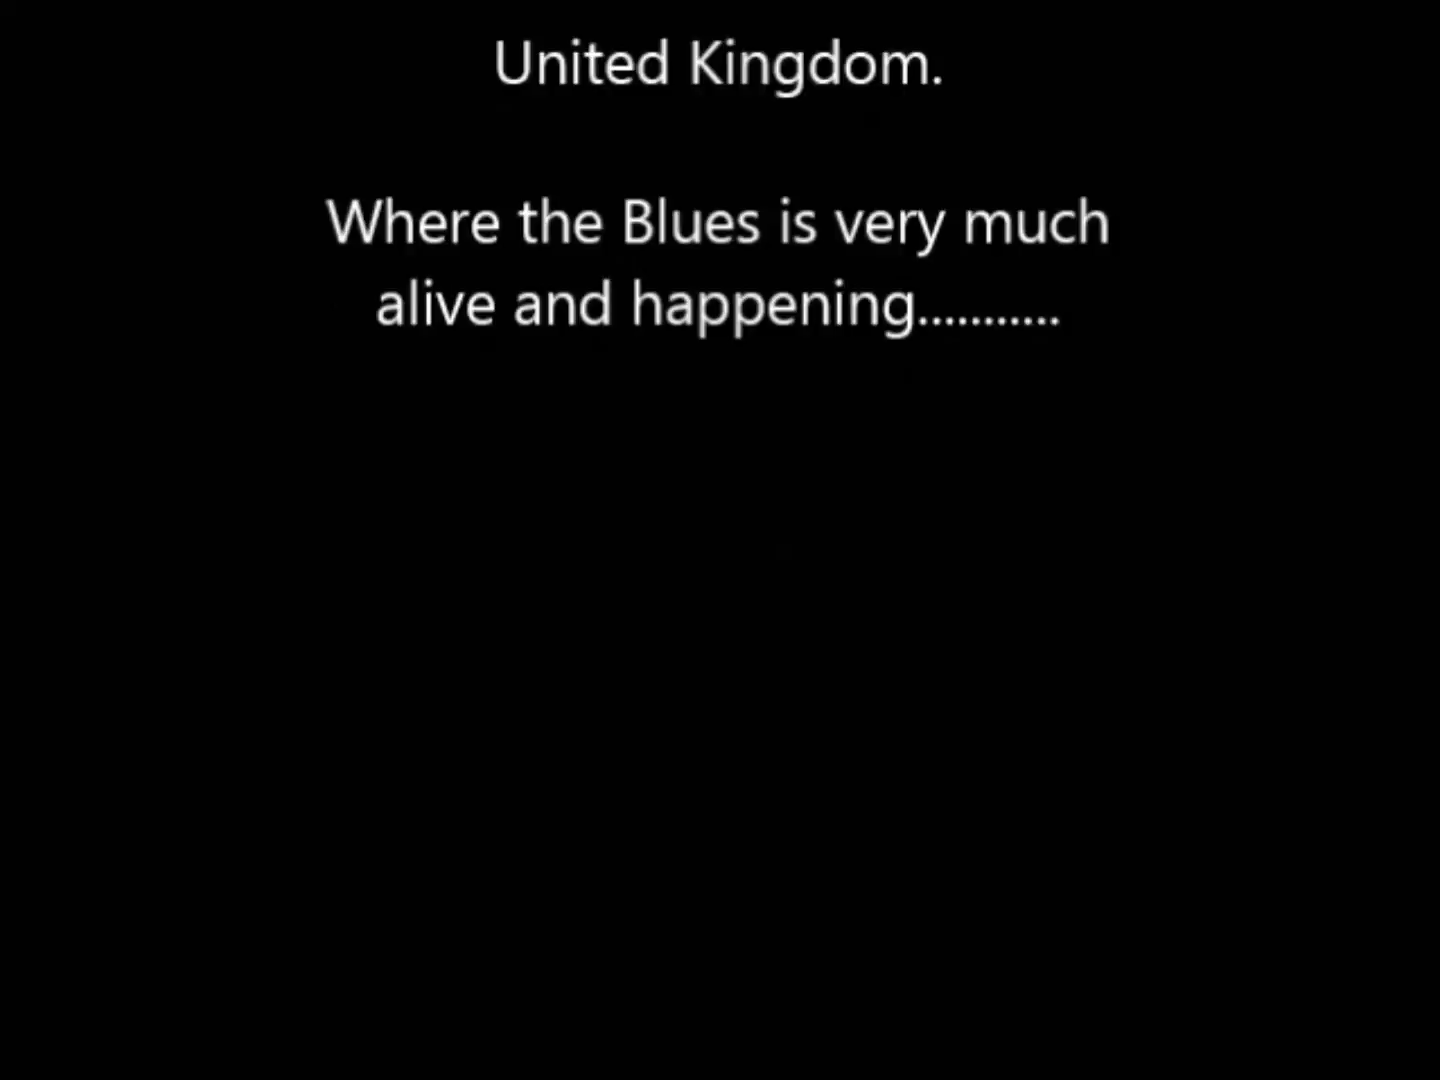 United Kingdom.
Where the Blues is very much
alive and happening...........